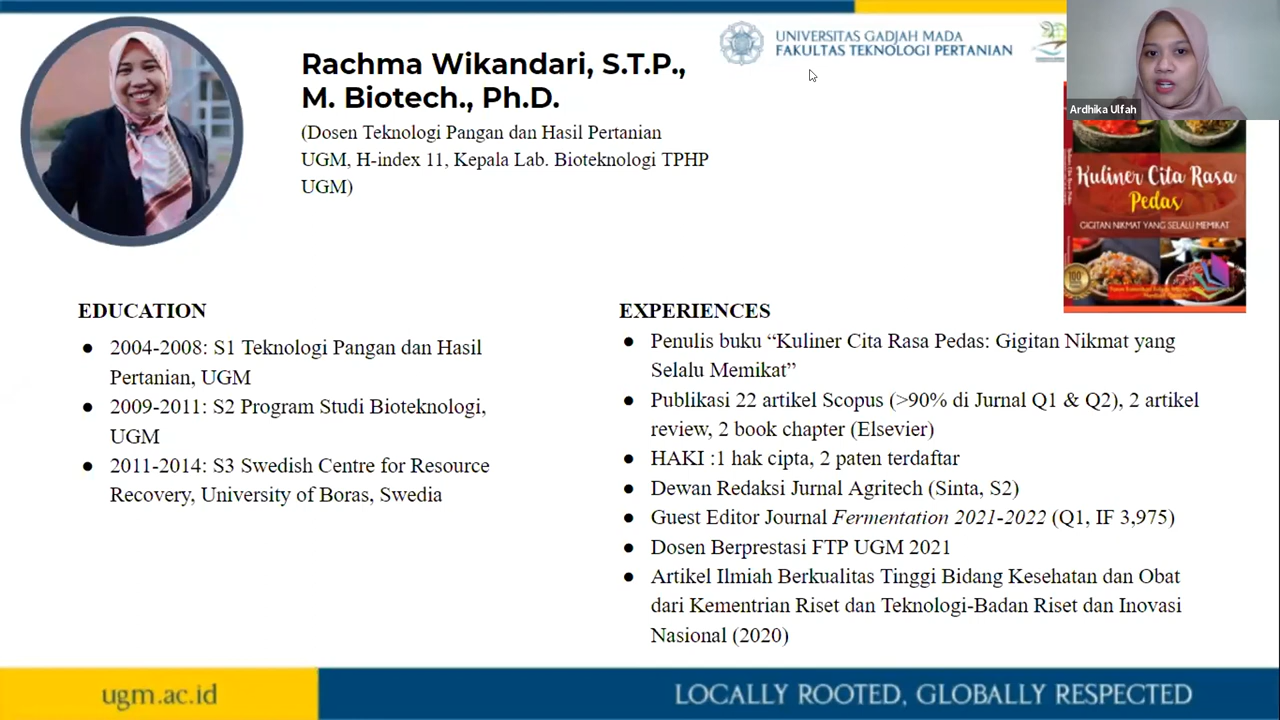 Rachma Wikandari, S.T.P.,
M. Biotech., Ph.D.
(Dosen Teknologi Pangan dan Hasil Pertanian
UGM, H-index 11, Kepala Lab. Bioteknologi TPHP
UGM)
UNIVERSITAS GADJAH MADA
FAKULTAS TEKNOLOGI PERTANIAN
Ardhika Ulfah
Kuliner Cita Rasa
Pedas
GIGITAN NIKMAT YANG SELALU MEMIKAT
100
EDUCATION
● 2004-2008: S1 Teknologi Pangan dan Hasil
Pertanian, UGM
● 2009-2011: S2 Program Studi Bioteknologi,
UGM
● 2011-2014: S3 Swedish Centre for Resource
Recovery, University of Boras, Swedia
EXPERIENCES
● Penulis buku “Kuliner Cita Rasa Pedas: Gigitan Nikmat yang
Selalu Memikat”
● Publikasi 22 artikel Scopus (>90% di Jurnal Q1 & Q2), 2 artikel
review, 2 book chapter (Elsevier)
● HAKI :1 hak cipta, 2 paten terdaftar
● Dewan Redaksi Jurnal Agritech (Sinta, S2)
● Guest Editor Journal Fermentation 2021-2022 (Q1, IF 3,975)
● Dosen Berprestasi FTP UGM 2021
● Artikel Ilmiah Berkualitas Tinggi Bidang Kesehatan dan Obat
dari Kementrian Riset dan Teknologi-Badan Riset dan Inovasi
Nasional (2020)
ugm.ac.id
LOCALLY ROOTED, GLOBALLY RESPECTED